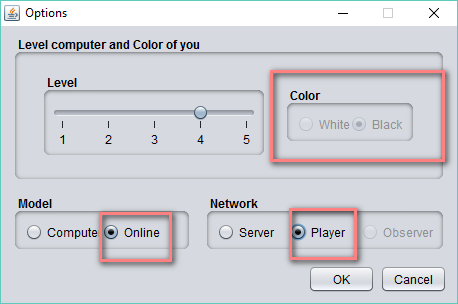 Options
Level computer and Color of you
Level
1 2 3 4 5
Color
White Black
Model
Compute Online
Network
Server Player Observer
OK Cancel